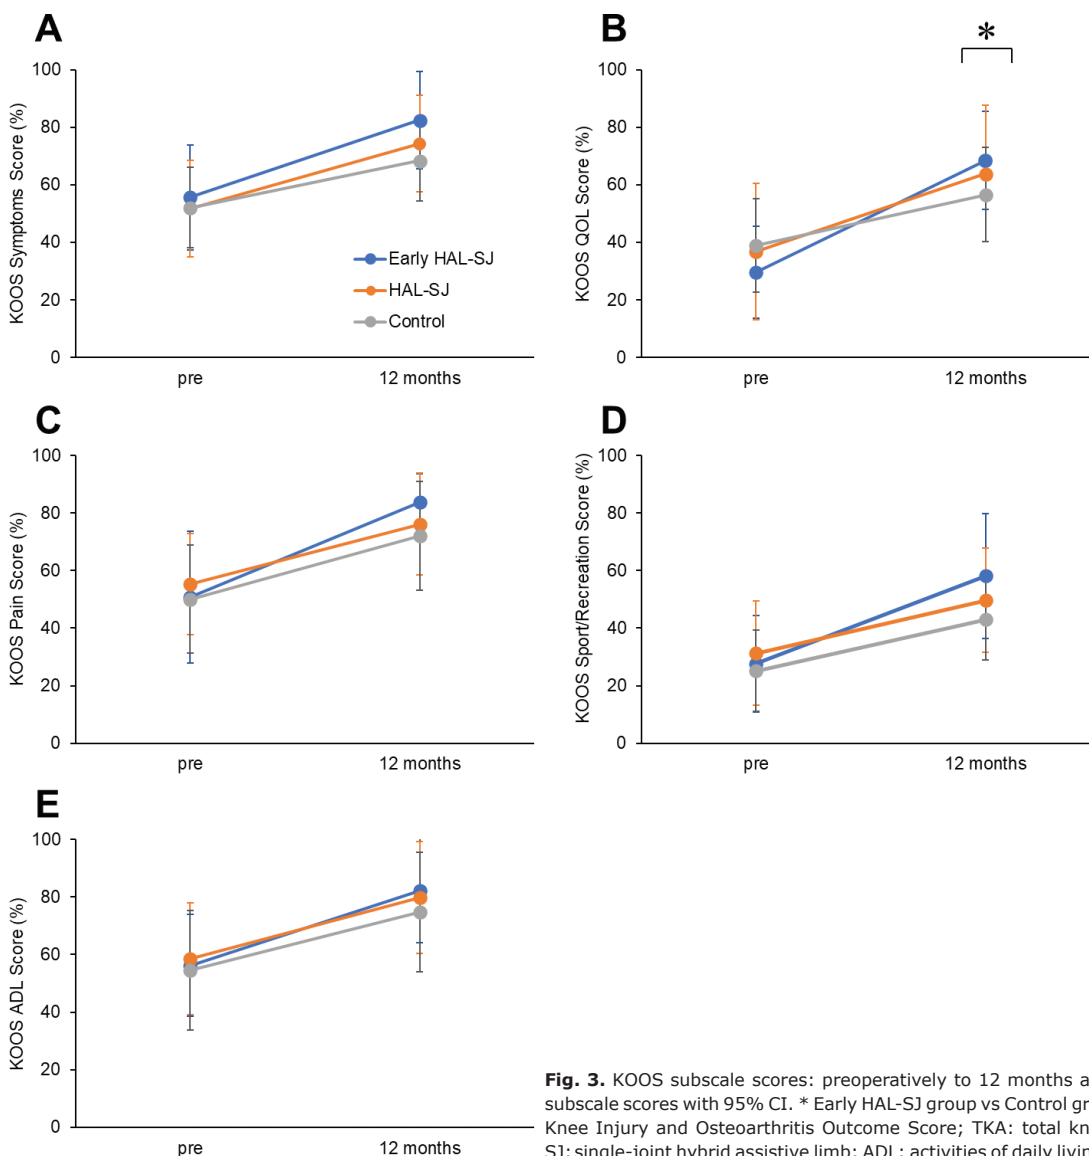 A
KOOS Symptoms Score (%)
100
80
60
40
20
0
pre
12 months
Early HAL-SJ
HAL-SJ
Control
B
*
KOOS QOL Score (%)
100
80
60
40
20
0
pre
12 months
C
KOOS Pain Score (%)
100
80
60
40
20
0
pre
12 months
D
KOOS Sport/Recreation Score (%)
100
80
60
40
20
0
pre
12 months
E
KOOS ADL Score (%)
100
80
60
40
20
0
pre
12 months
Fig. 3. KOOS subscale scores: preoperatively to 12 months a
subscale scores with 95% CI. * Early HAL-SJ group vs Control gr
Knee Injury and Osteoarthritis Outcome Score; TKA: total kn
SJ: single-joint hybrid assistive limb; ADL: activities of daily livin